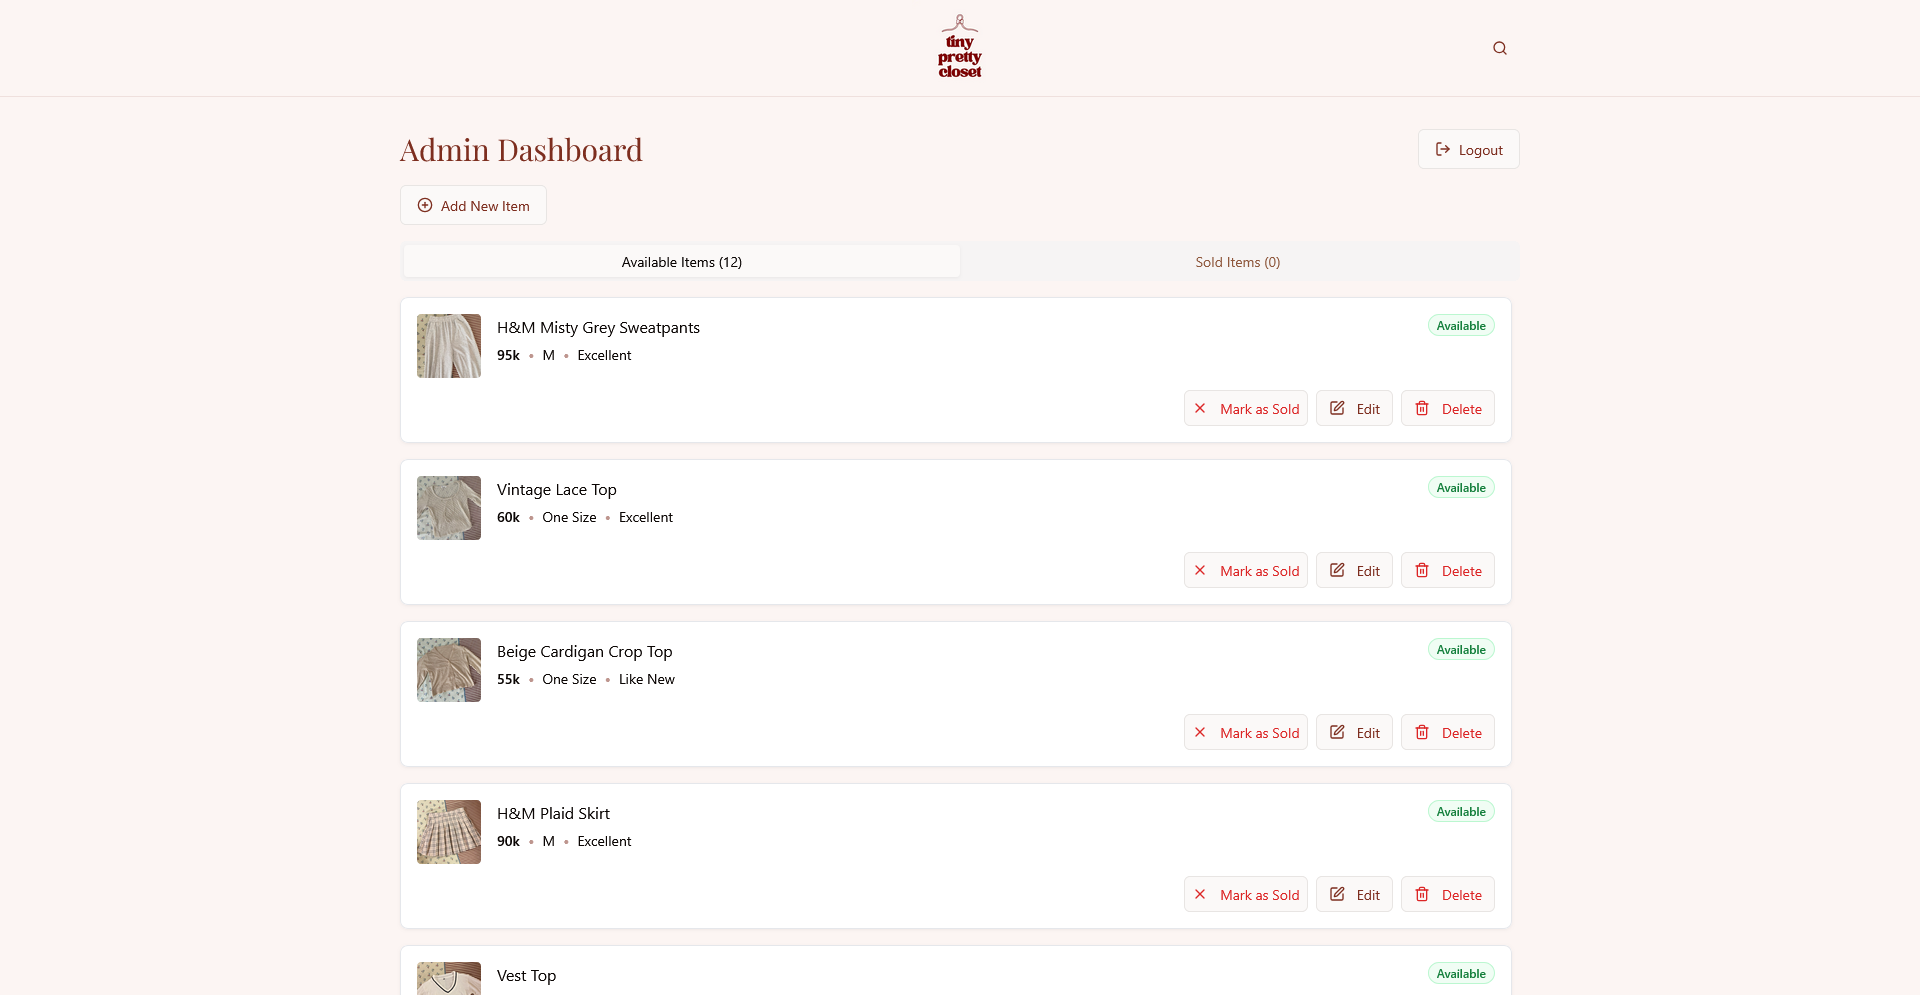 tiny
pretty
closet
Admin Dashboard
Logout
Add New Item
Available Items (12)
Sold Items (0)
H&M Misty Grey Sweatpants
Available
95k • M • Excellent
Mark as Sold
Edit
Delete
Vintage Lace Top
Available
60k • One Size • Excellent
Mark as Sold
Edit
Delete
Beige Cardigan Crop Top
Available
55k • One Size • Like New
Mark as Sold
Edit
Delete
H&M Plaid Skirt
Available
90k • M • Excellent
Mark as Sold
Edit
Delete
Vest Top
Available